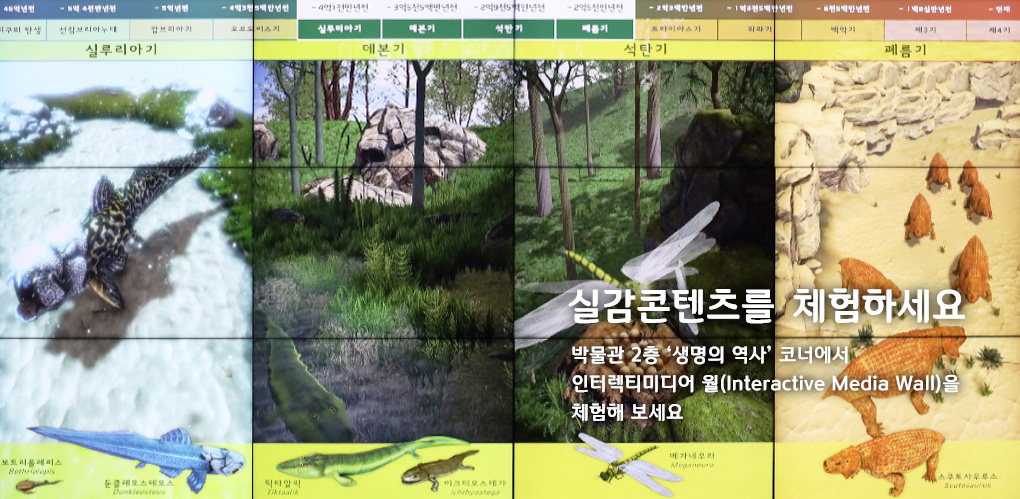 46억년전 ~ 5억 4천만년전 ~ 5억년전 ~ 4억3천5백만년전 ~ 4억1천만년전 ~ 3억5천5백만년전 ~ 2억9천5백만년전 ~ 2억5천만년전 ~ 2억3백만년전 ~ 1억3천5백만년전 ~ 6천5백만년전 ~ 1백8십만년전 ~ 현재
지구의 탄생 선캄브리아누대 캄브리아기 오르도비스기 실루리아기 데본기 석탄기 페름기 트라이아스기 쥐라기 백악기 제3기 제4기
실루리아기 데본기 석탄기 페름기
실감콘텐츠를 체험하세요
박물관 2층 ‘생명의 역사’ 코너에서
인터렉티미디어 월(Interactive Media Wall)을
체험해 보세요
보트리올레피스
Bothriolepis
둔클레오스테오스
Dunkleosteus
틱타알릭
Tiktaalik
이크티오스테가
Ichthyostega
메가네우라
Meganeura
스쿠토사우루스
Scutosaurus